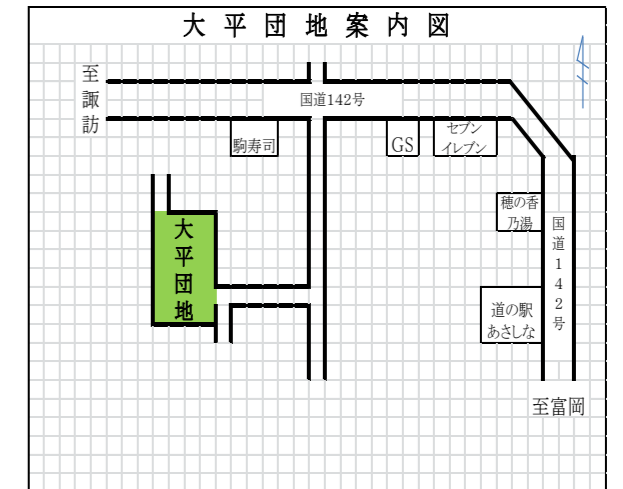 大平団地案内図
至諏訪
国道142号
駒寿司
GS
セブン
イレブン
穂の香
乃湯
国道142号
大平団地
道の駅
あさしな
至富岡